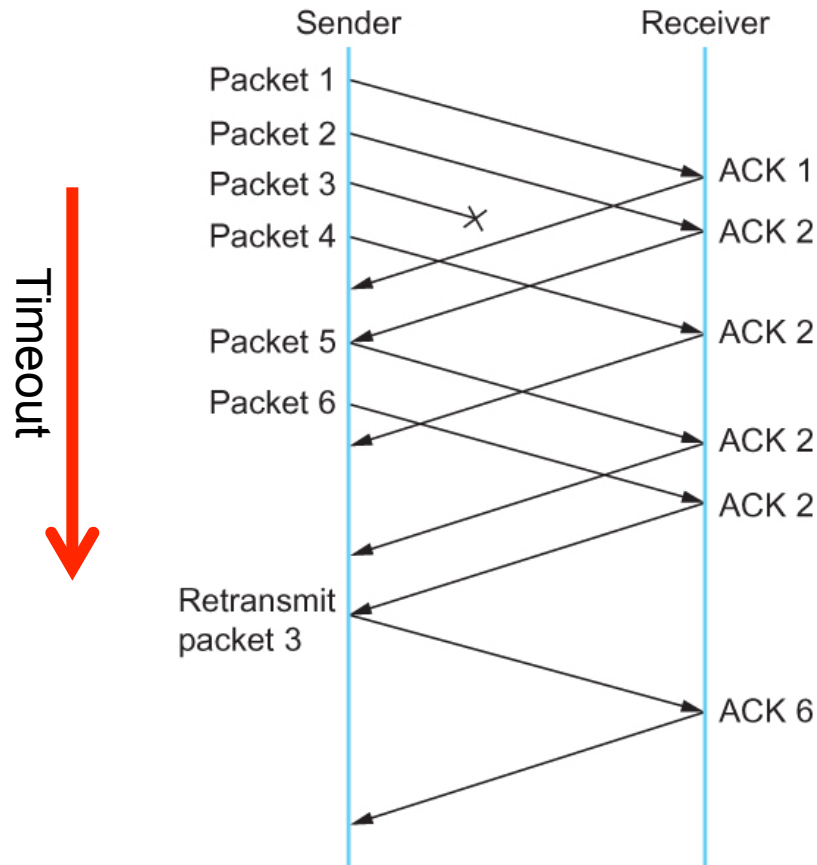 Sender
Receiver
Packet 1
Packet 2
Packet 3
Packet 4
Packet 5
Packet 6
Retransmit
packet 3
ACK 1
ACK 2
ACK 2
ACK 2
ACK 2
ACK 6
Timeout